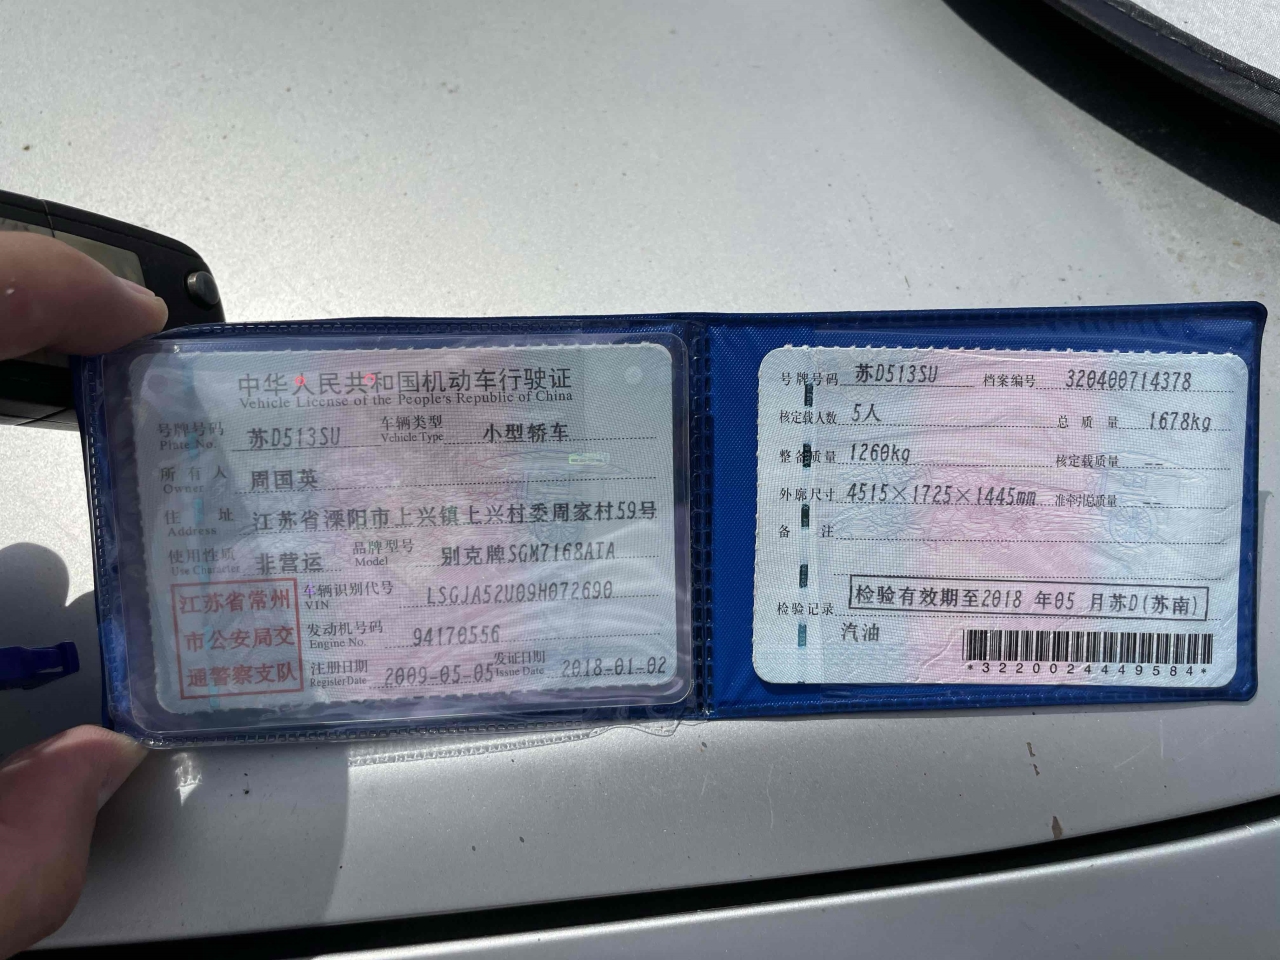 中华人民共和国机动车行驶证
Vehicle License of the People's Republic of China
号牌号码 Plate No. 苏D513SU 车辆类型 Vehicle Type 小型轿车
所有人 Owner 周国英
住址 Address 江苏省溧阳市上兴镇上兴村委周家村59号
使用性质 Use Character 非营运 品牌型号 Model 别克牌SGM7168ATA
江苏省常州
市公安局交
通警察支队
车辆识别代号 VIN LSGJA52U09H072690
发动机号码 Engine No. 94170556
注册日期 Register Date 2009-05-05 发证日期 Issue Date 2018-01-02
号牌号码 苏D513SU 档案编号 320400714378
核定载人数 5人 总质量 1678kg
整备质量 1260kg 核定载质量 --
外廓尺寸 4515×1725×1445mm 准牵引总质量 --
备注
检验记录 检验有效期至2018 年05 月苏D(苏南)
汽油
*3220024449584*